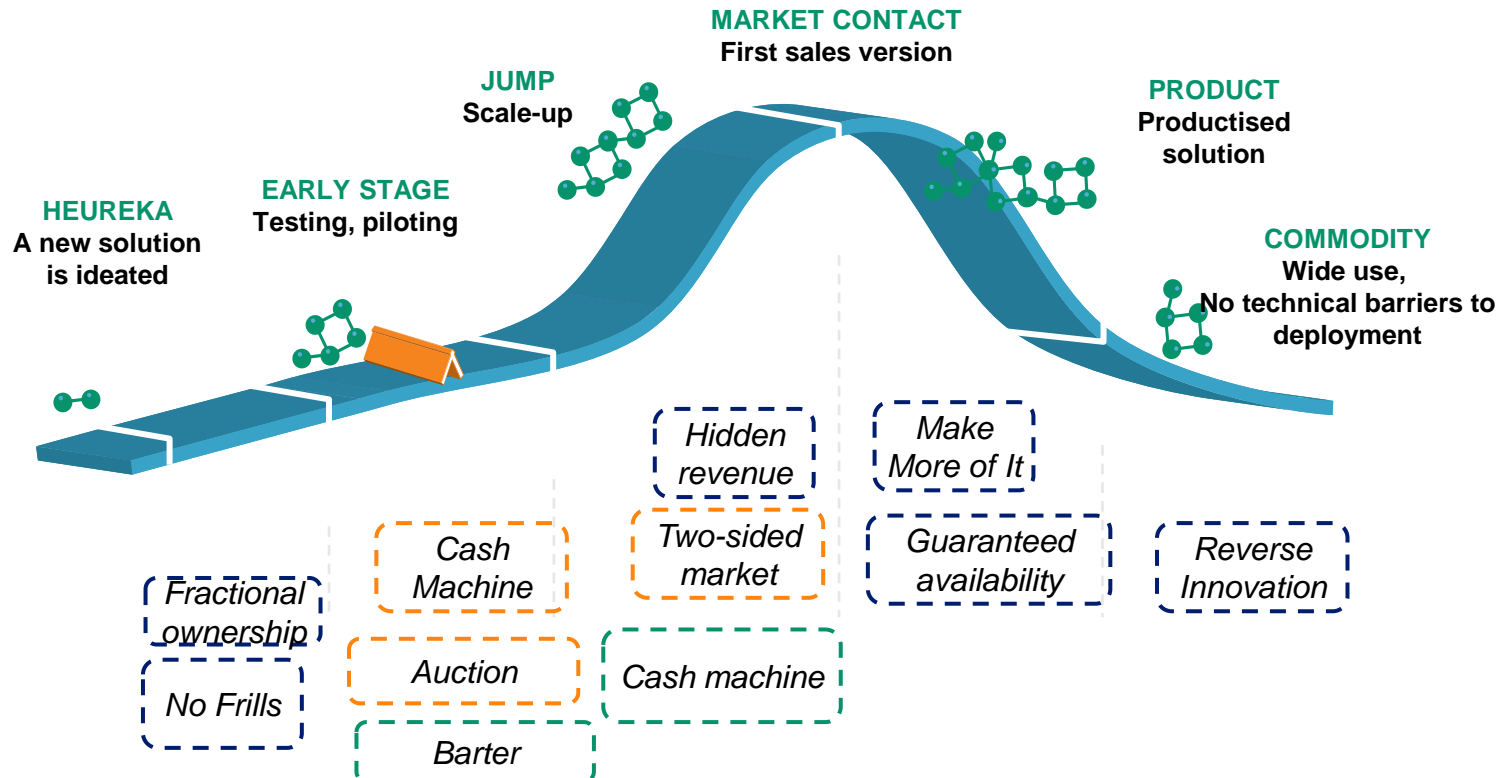 MARKET CONTACT
First sales version
JUMP
Scale-up
PRODUCT
Productised
solution
EARLY STAGE
Testing, piloting
HEUREKA
A new solution
is ideated
COMMODITY
Wide use,
No technical barriers to
deployment
Hidden
revenue
Make
More of It
Cash
Machine
Two-sided
market
Guaranteed
availability
Reverse
Innovation
Fractional
ownership
Auction
Cash machine
No Frills
Barter